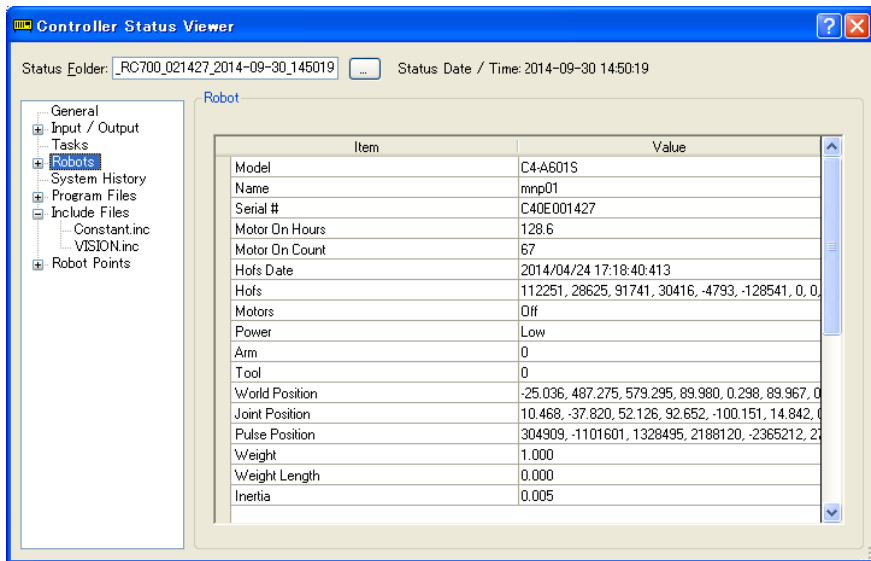 Controller Status Viewer
Status Folder: _RC700_021427_2014-09-30_145019 ... Status Date / Time: 2014-09-30 14:50:19
General
Input / Output
Tasks
Robots
System History
Program Files
Include Files
Constant.inc
VISION.inc
Robot Points
Robot
Item Value
Model C4-A601S
Name mnp01
Serial # C40E001427
Motor On Hours 128.6
Motor On Count 67
Hofs Date 2014/04/24 17:18:40:413
Hofs 112251, 28625, 91741, 30416, -4793, -128541, 0, 0,
Motors Off
Power Low
Arm 0
Tool 0
World Position -25.036, 487.275, 579.295, 89.980, 0.298, 89.967, 0
Joint Position 10.468, -37.820, 52.126, 92.652, -100.151, 14.842,
Pulse Position 304909, -1101601, 1328495, 2188120, -2365212,
Weight 1.000
Weight Length 0.000
Inertia 0.005